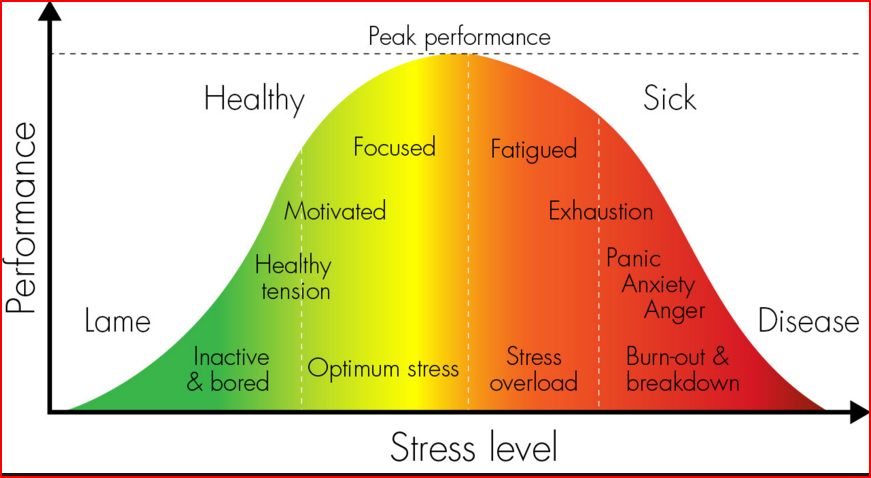 Peak performance
Healthy
Sick
Focused
Fatigued
Motivated
Exhaustion
Healthy
tension
Panic
Anxiety
Anger
Lame
Disease
Inactive
& bored
Optimum stress
Stress
overload
Burn-out &
breakdown
Performance
Stress level